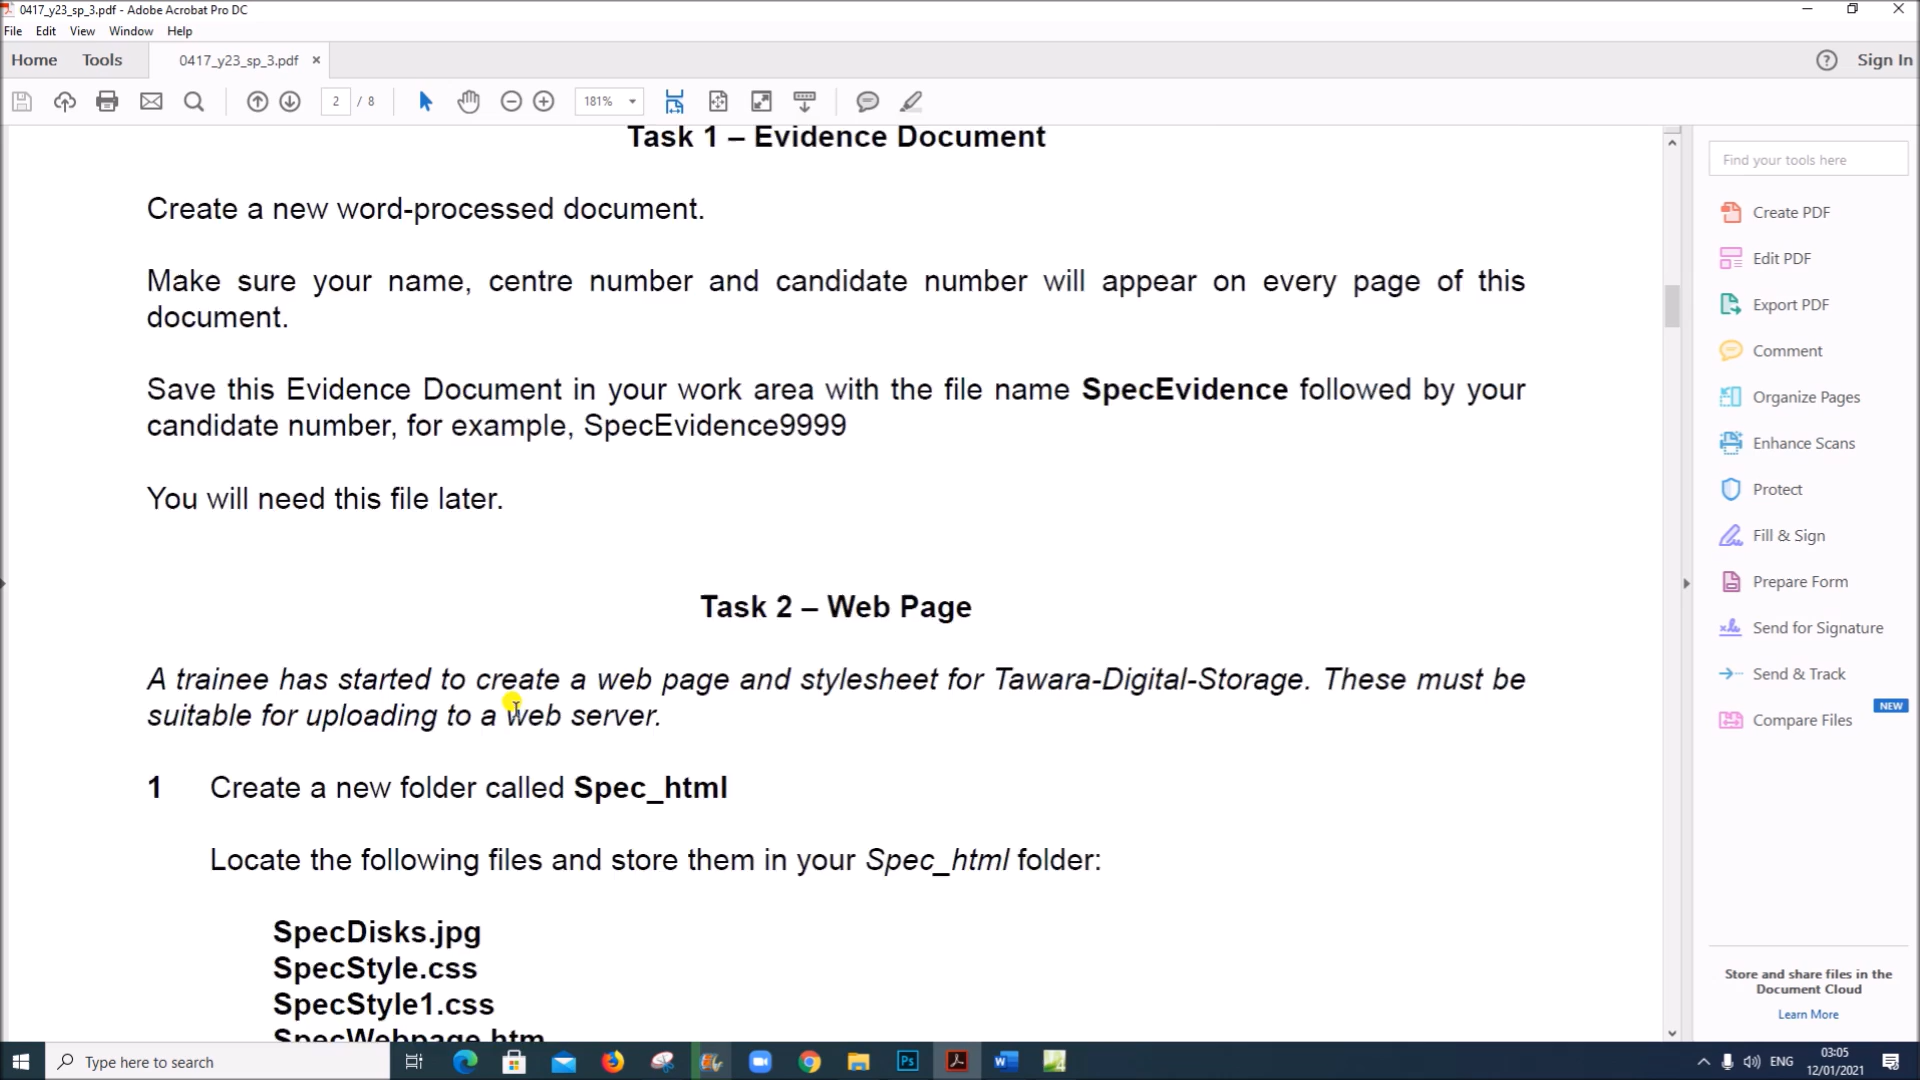 0417_y23_sp_3.pdf - Adobe Acrobat Pro DC
File Edit View Window Help
Home Tools 0417_y23_sp_3.pdf × Sign In
2 / 8 181%
Task 1 – Evidence Document
Create a new word-processed document.
Make sure your name, centre number and candidate number will appear on every page of this
document.
Save this Evidence Document in your work area with the file name SpecEvidence followed by your
candidate number, for example, SpecEvidence9999
You will need this file later.
Task 2 – Web Page
A trainee has started to create a web page and stylesheet for Tawara-Digital-Storage. These must be
suitable for uploading to a web server.
1 Create a new folder called Spec_html
Locate the following files and store them in your Spec_html folder:
SpecDisks.jpg
SpecStyle.css
SpecStyle1.css
SpecWebpage.htm
Find your tools here
Create PDF
Edit PDF
Export PDF
Comment
Organize Pages
Enhance Scans
Protect
Fill & Sign
Prepare Form
Send for Signature
Send & Track
NEW
Compare Files
Store and share files in the
Document Cloud
Learn More
Type here to search
Ps
ENG
03:05
12/01/2021